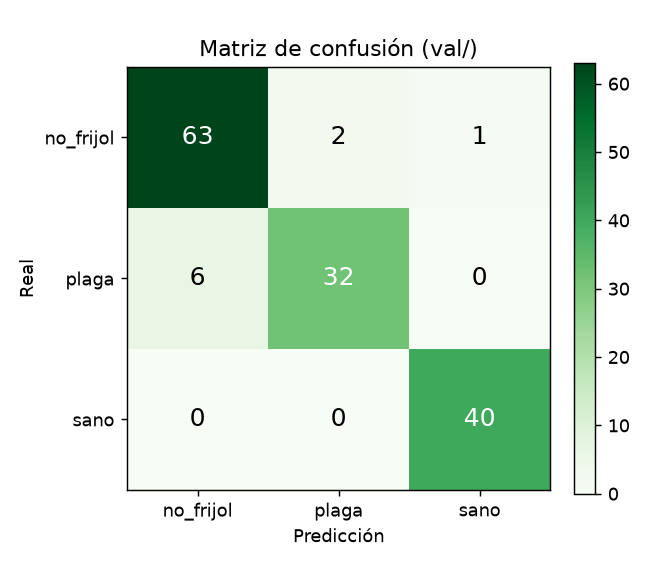 Matriz de confusión (val/)
no_frijol 63 2 1
plaga 6 32 0
sano 0 0 40
no_frijol plaga sano
Predicción
Real
60
50
40
30
20
10
0